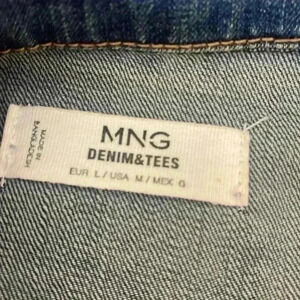 MNG
DENIM&TEES
EUR L / USA M / MEX G
MADE IN
BANGLADESH